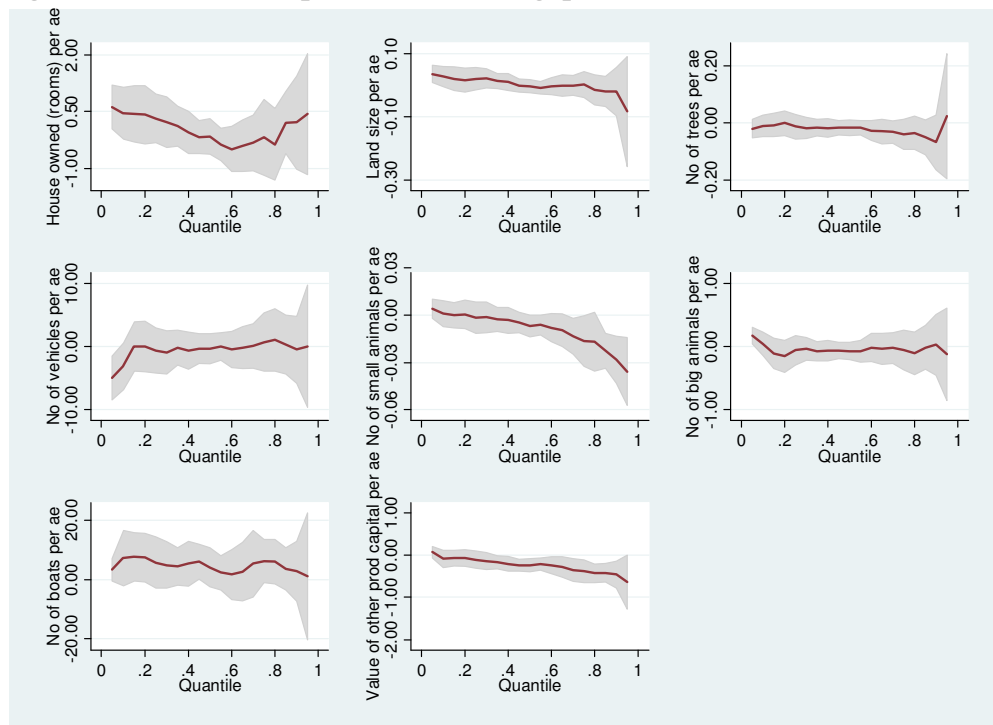 House owned (rooms) per ae
2.00
0.50
-1.00
0 .2 .4 .6 .8 1
Quantile
Land size per ae
0.10
-0.10
-0.30
0 .2 .4 .6 .8 1
Quantile
No of trees per ae
0.20
0.00
-0.20
0 .2 .4 .6 .8 1
Quantile
No of vehicles per ae
10.00
0.00
-10.00
0 .2 .4 .6 .8 1
Quantile
No of small animals per ae
0.03
0.00
-0.03
-0.06
0 .2 .4 .6 .8 1
Quantile
No of big animals per ae
1.00
0.00
-1.00
0 .2 .4 .6 .8 1
Quantile
No of boats per ae
20.00
0.00
-20.00
0 .2 .4 .6 .8 1
Quantile
Value of other prod capital per ae
1.00
0.00
-1.00
-2.00
0 .2 .4 .6 .8 1
Quantile